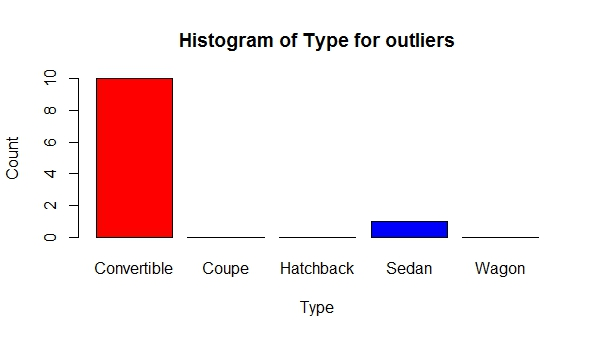 Histogram of Type for outliers
Count
10
8
6
4
2
0
Convertible Coupe Hatchback Sedan Wagon
Type